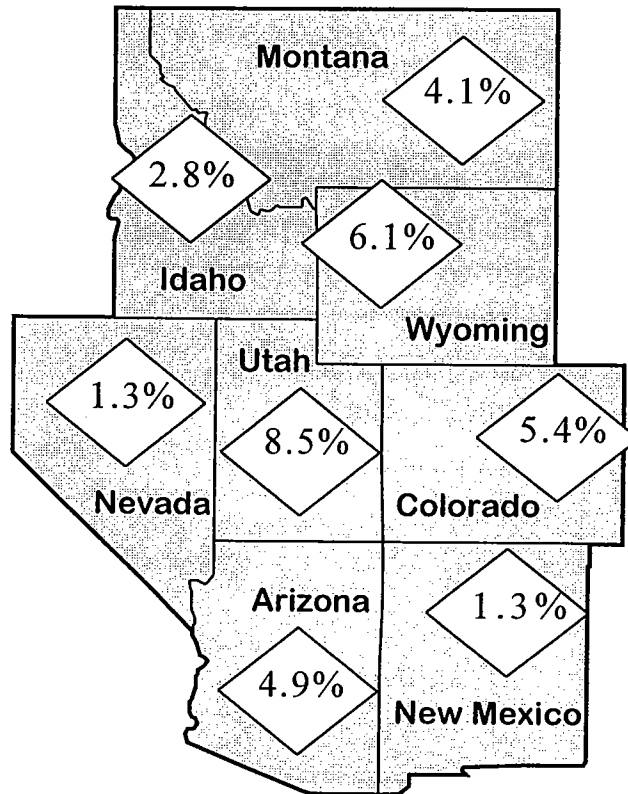 Montana
4.1%
2.8%
6.1%
Idaho
Wyoming
Utah
1.3%
8.5%
5.4%
Nevada
Colorado
Arizona
1.3%
4.9%
New Mexico